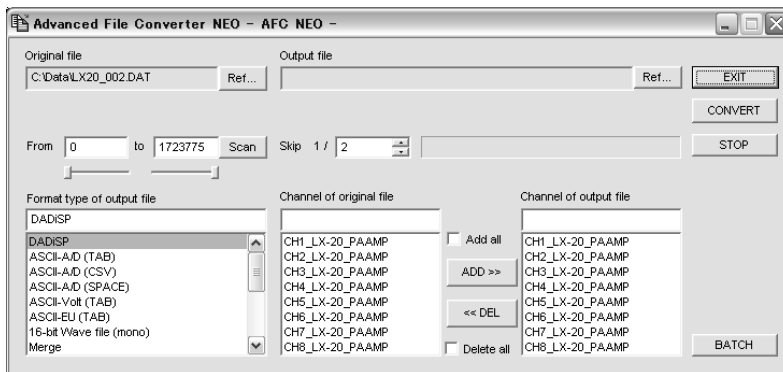 Advanced File Converter NEO - AFC NEO -
Original file
Output file
C:\Data\LX20_002.DAT
Ref...
Ref...
EXIT
CONVERT
From 0 to 1723775 Scan Skip 1 / 2
STOP
Format type of output file
Channel of original file
Channel of output file
DADiSP
DADiSP
ASCII-A/D (TAB)
ASCII-A/D (CSV)
ASCII-A/D (SPACE)
ASCII-Volt (TAB)
ASCII-EU (TAB)
16-bit Wave file (mono)
Merge
CH1_LX-20_PAAMP
CH2_LX-20_PAAMP
CH3_LX-20_PAAMP
CH4_LX-20_PAAMP
CH5_LX-20_PAAMP
CH6_LX-20_PAAMP
CH7_LX-20_PAAMP
CH8_LX-20_PAAMP
Add all
ADD >>
<< DEL
Delete all
CH1_LX-20_PAAMP
CH2_LX-20_PAAMP
CH3_LX-20_PAAMP
CH4_LX-20_PAAMP
CH5_LX-20_PAAMP
CH6_LX-20_PAAMP
CH7_LX-20_PAAMP
CH8_LX-20_PAAMP
BATCH